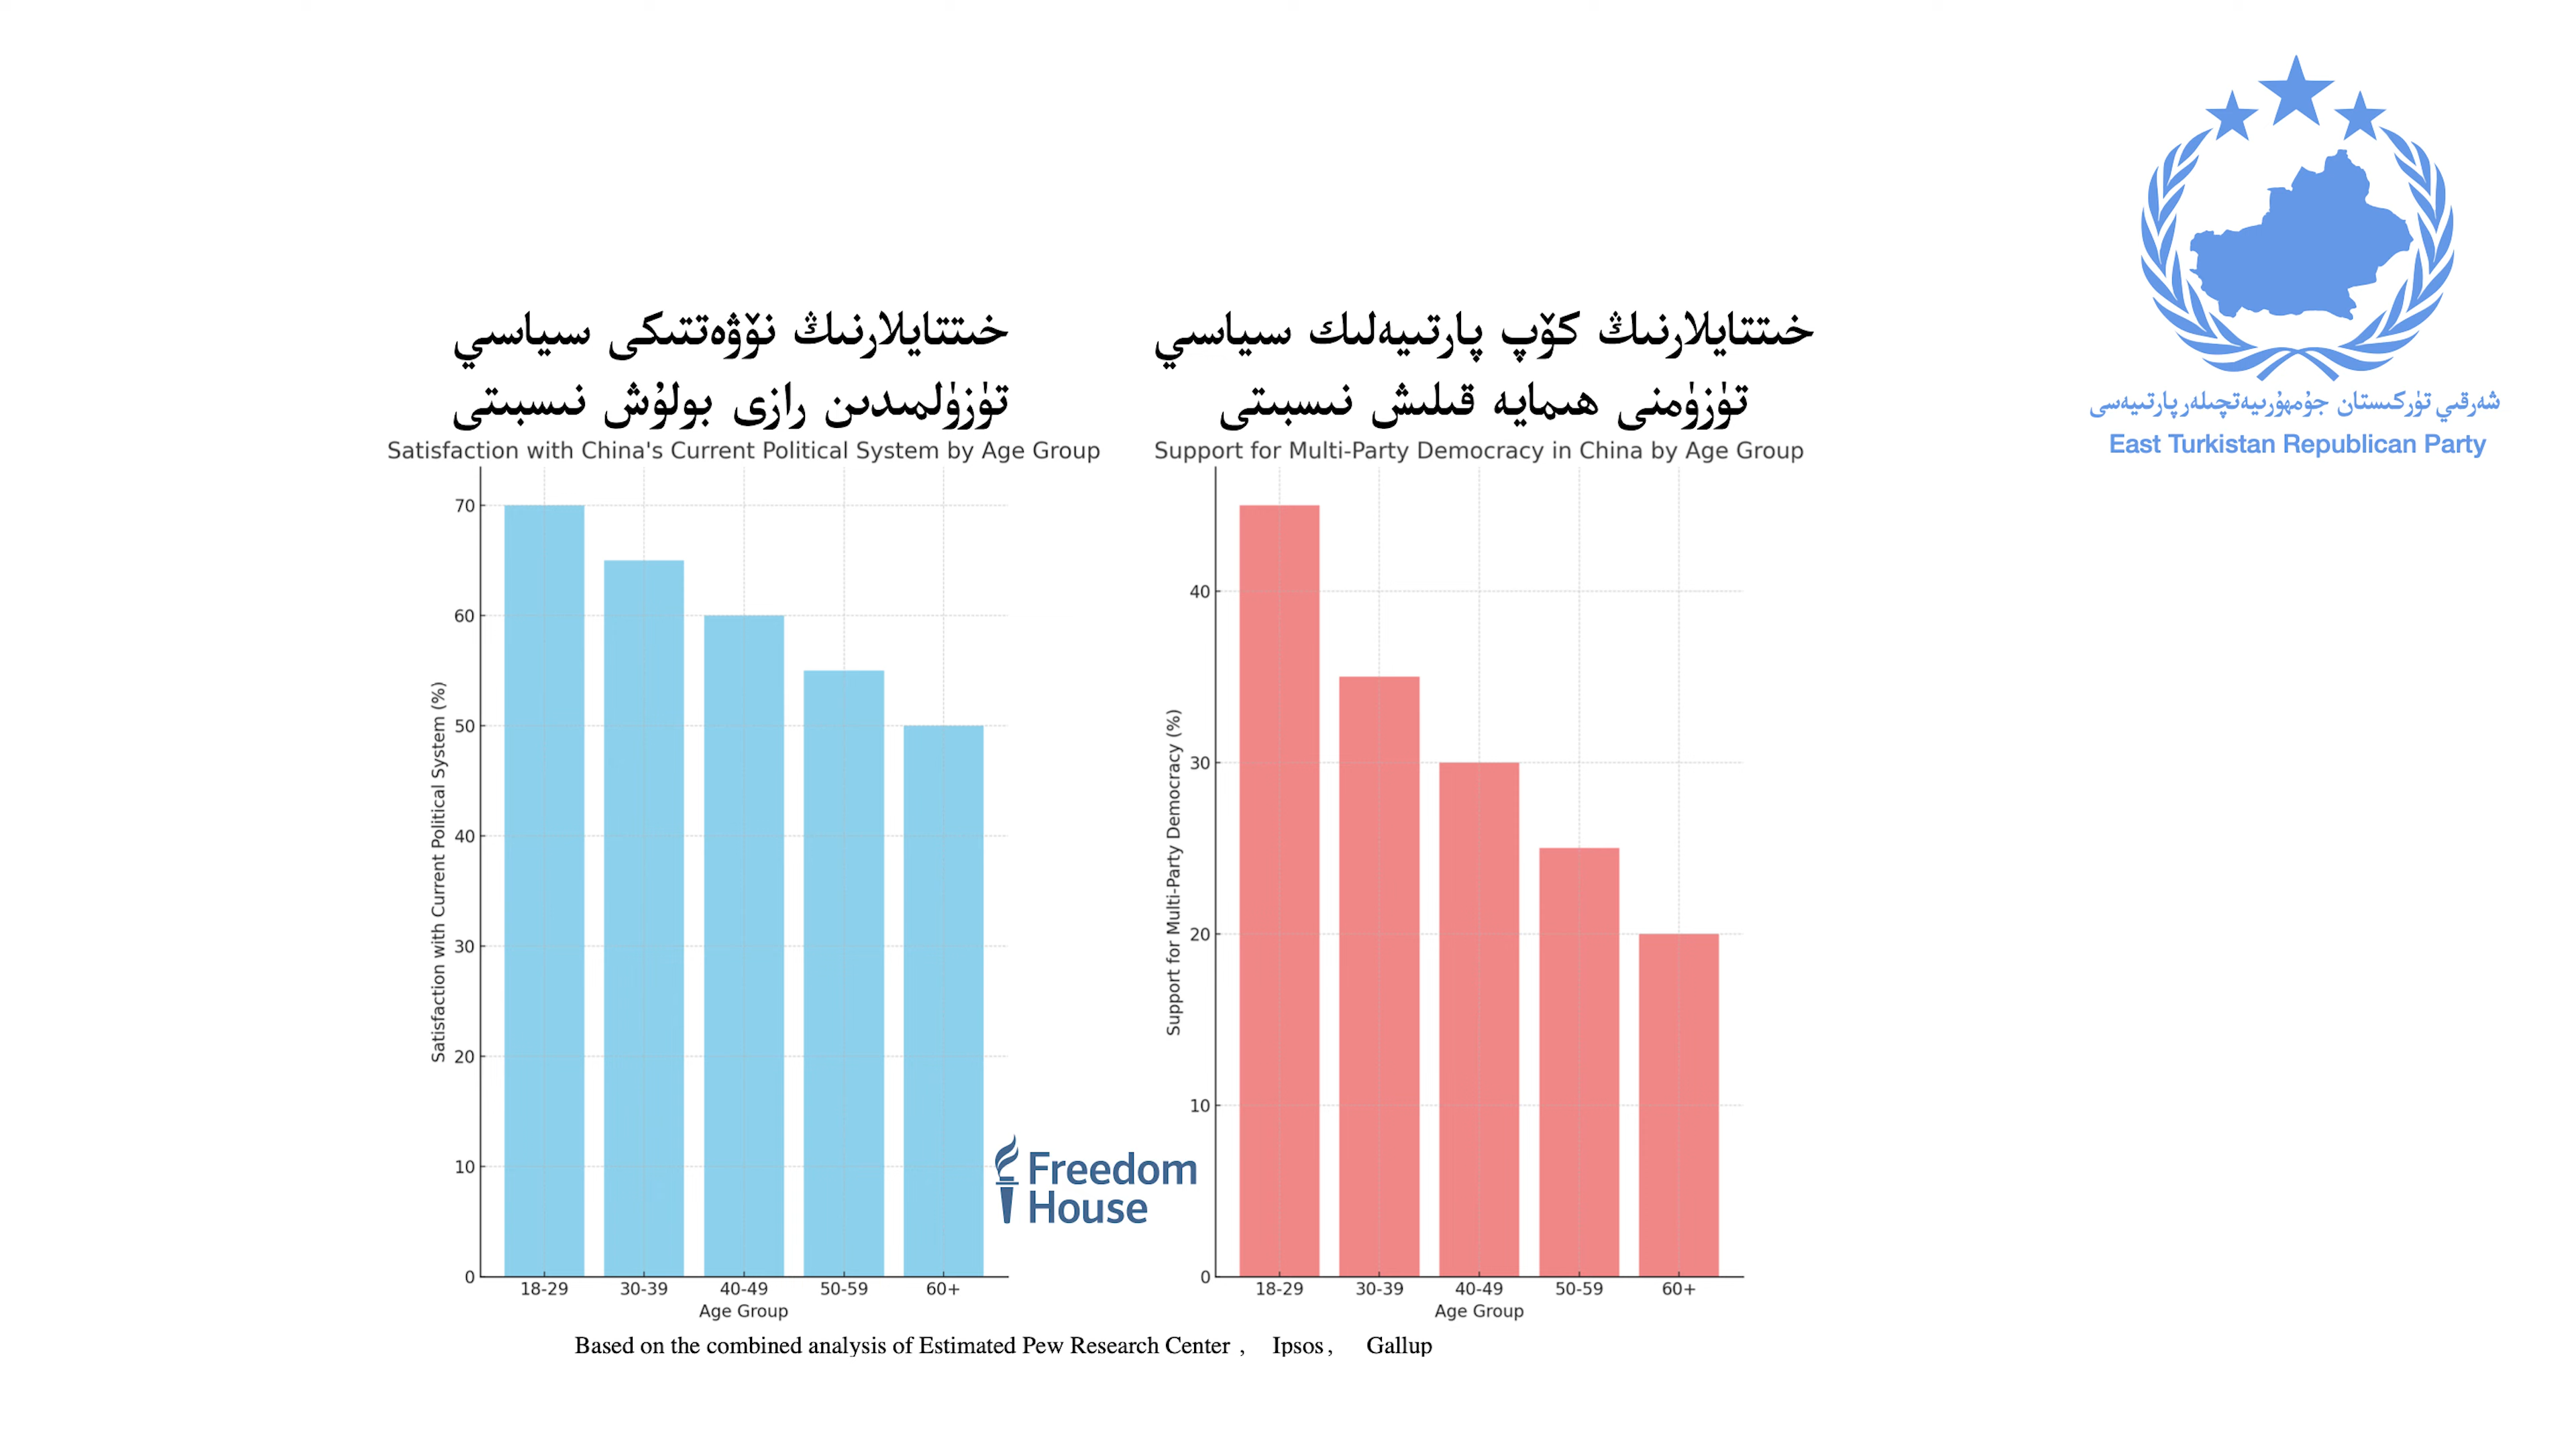 خىتتايلارنىڭ نۆۋەتتىكى سىياسىي
تۈزۈلمىدىن رازى بولۇش نىسبىتى
Satisfaction with China's Current Political System by Age Group
Satisfaction with Current Political System (%)
70
60
50
40
30
20
10
0
18-29 30-39 40-49 50-59 60+
Age Group
خىتتايلارنىڭ كۆپ پارتىيەلىك سىياسىي
تۈزۈمنى ھىمايە قىلىش نىسبىتى
Support for Multi-Party Democracy in China by Age Group
Support for Multi-Party Democracy (%)
40
30
20
10
0
18-29 30-39 40-49 50-59 60+
Age Group
Freedom
House
Based on the combined analysis of Estimated Pew Research Center , Ipsos, Gallup
شەرقىي تۈركىستان جۇمھۇرىيەتچىلەر پارتىيەسى
East Turkistan Republican Party